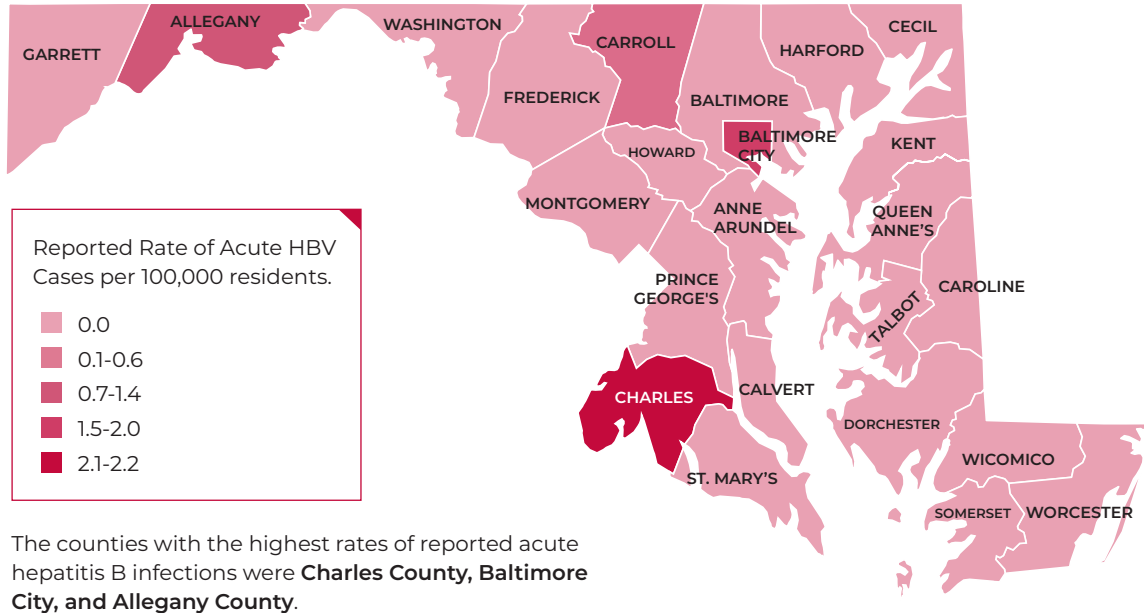 GARRETT
ALLEGANY
WASHINGTON
FREDERICK
CARROLL
BALTIMORE
HARFORD
CECIL
BALTIMORE
CITY
HOWARD
MONTGOMERY
KENT
ANNE
ARUNDEL
QUEEN
ANNE'S
PRINCE
GEORGE'S
TALBOT
CAROLINE
CHARLES
CALVERT
DORCHESTER
ST. MARY'S
WICOMICO
SOMERSET
WORCESTER
Reported Rate of Acute HBV
Cases per 100,000 residents.
0.0
0.1-0.6
0.7-1.4
1.5-2.0
2.1-2.2
The counties with the highest rates of reported acute
hepatitis B infections were Charles County, Baltimore
City, and Allegany County.